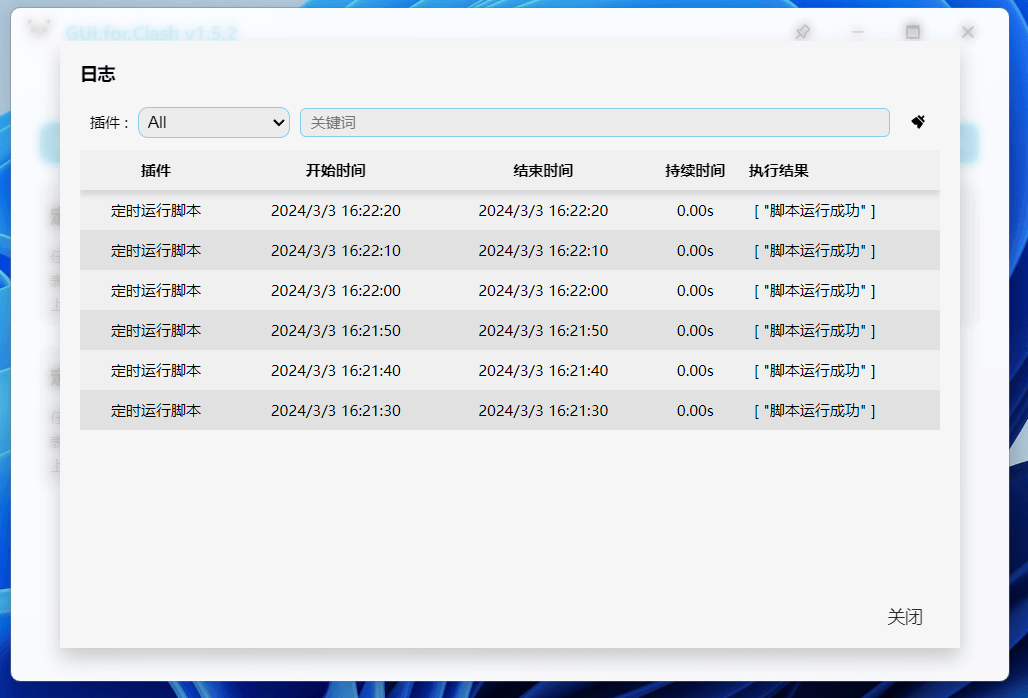 GUI.for.Clash v1.5.2
日志
插件：
All
关键词
插件 开始时间 结束时间 持续时间 执行结果
定时运行脚本 2024/3/3 16:22:20 2024/3/3 16:22:20 0.00s [ "脚本运行成功" ]
定时运行脚本 2024/3/3 16:22:10 2024/3/3 16:22:10 0.00s [ "脚本运行成功" ]
定时运行脚本 2024/3/3 16:22:00 2024/3/3 16:22:00 0.00s [ "脚本运行成功" ]
定时运行脚本 2024/3/3 16:21:50 2024/3/3 16:21:50 0.00s [ "脚本运行成功" ]
定时运行脚本 2024/3/3 16:21:40 2024/3/3 16:21:40 0.00s [ "脚本运行成功" ]
定时运行脚本 2024/3/3 16:21:30 2024/3/3 16:21:30 0.00s [ "脚本运行成功" ]
关闭